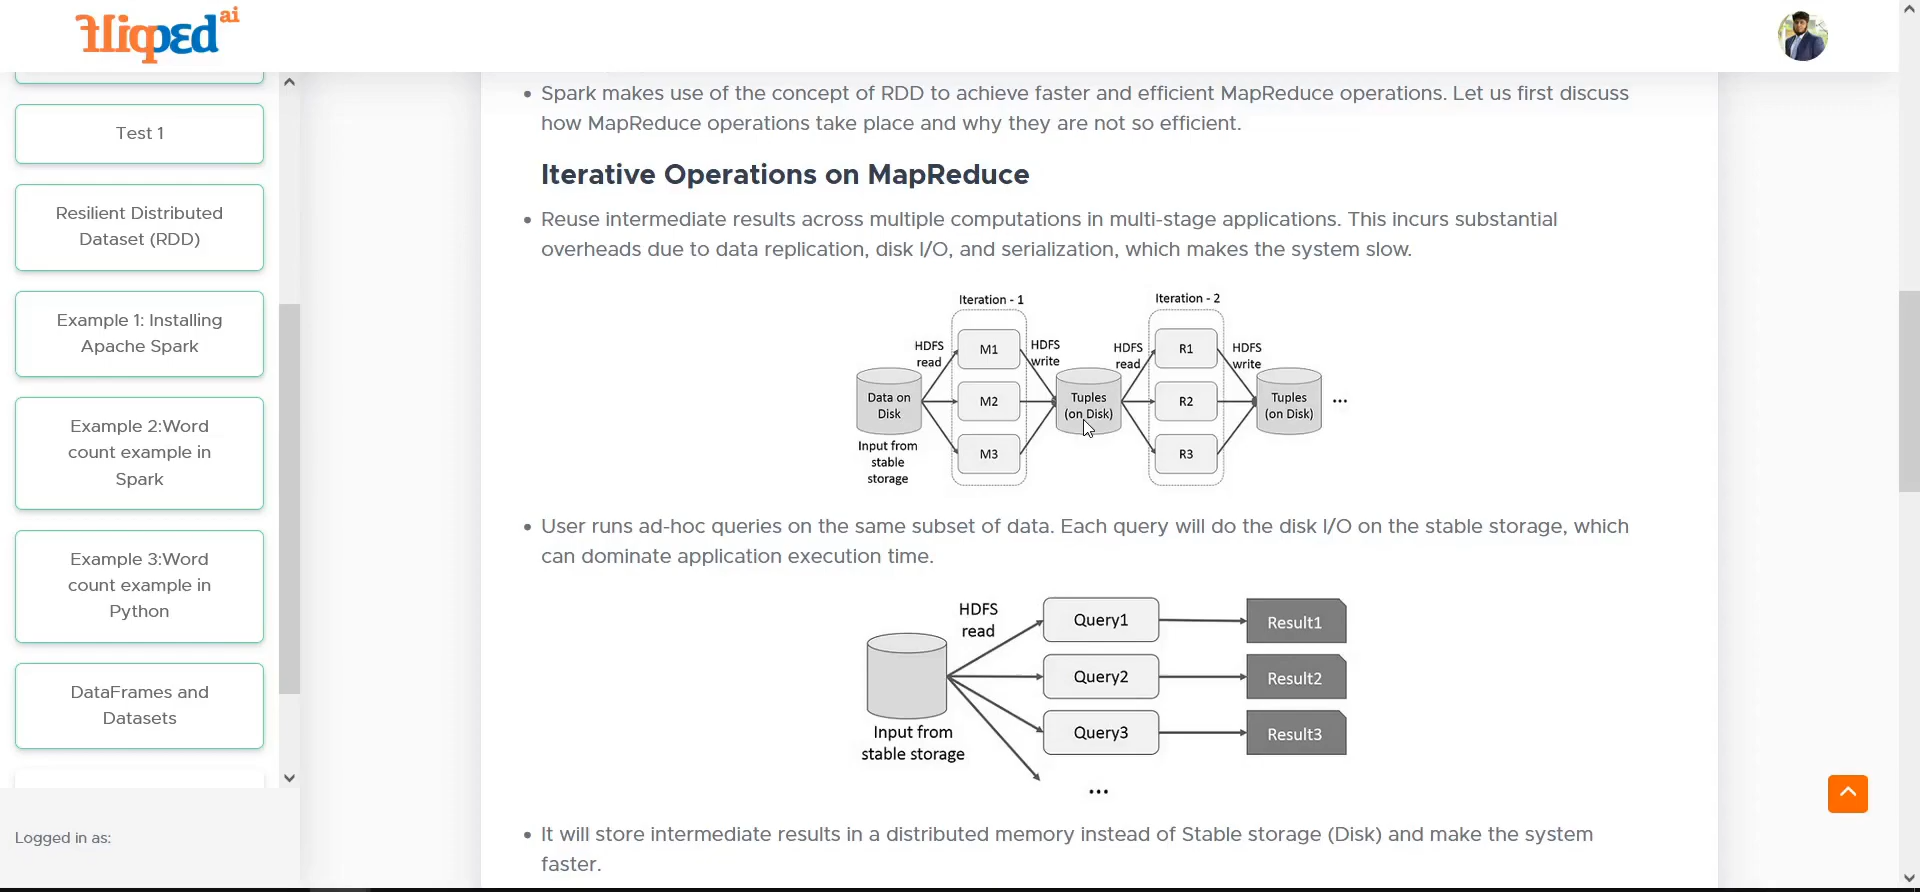 Hiqped ai
Test 1
Resilient Distributed
Dataset (RDD)
Example 1: Installing
Apache Spark
Example 2:Word
count example in
Spark
Example 3:Word
count example in
Python
DataFrames and
Datasets
Logged in as:
• Spark makes use of the concept of RDD to achieve faster and efficient MapReduce operations. Let us first discuss
how MapReduce operations take place and why they are not so efficient.
Iterative Operations on MapReduce
• Reuse intermediate results across multiple computations in multi-stage applications. This incurs substantial
overheads due to data replication, disk I/O, and serialization, which makes the system slow.
Iteration - 1
Iteration - 2
HDFS
read
M1
HDFS
write
HDFS
read
R1
HDFS
write
Data on
Disk
M2
Tuples
(on Disk)
R2
Tuples
(on Disk)
...
Input from
stable
storage
M3
R3
• User runs ad-hoc queries on the same subset of data. Each query will do the disk I/O on the stable storage, which
can dominate application execution time.
HDFS
read
Query1
Result1
Query2
Result2
Query3
Result3
Input from
stable storage
...
• It will store intermediate results in a distributed memory instead of Stable storage (Disk) and make the system
faster.